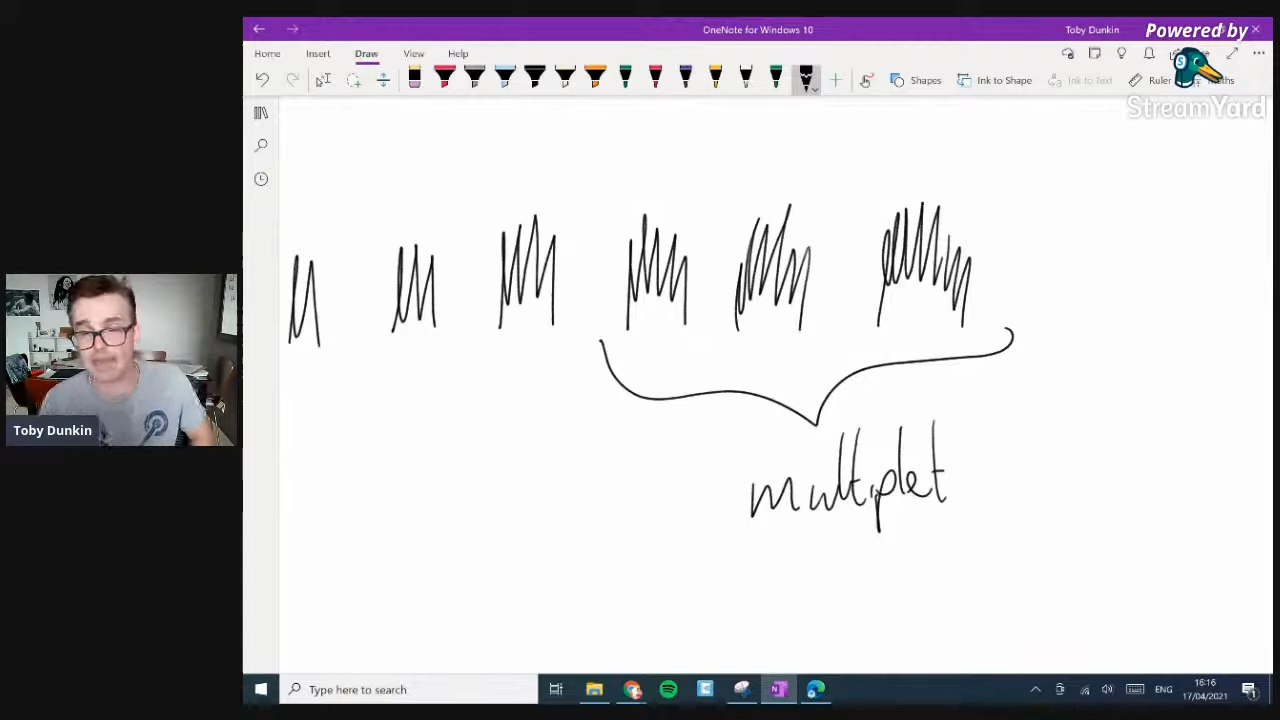 OneNote for Windows 10
Toby Dunkin
Powered by
StreamYard
Home Insert Draw View Help
Shapes Ink to Shape Ink to Text Ruler
multiplet
Toby Dunkin
Type here to search
ENG
16:16
17/04/2021